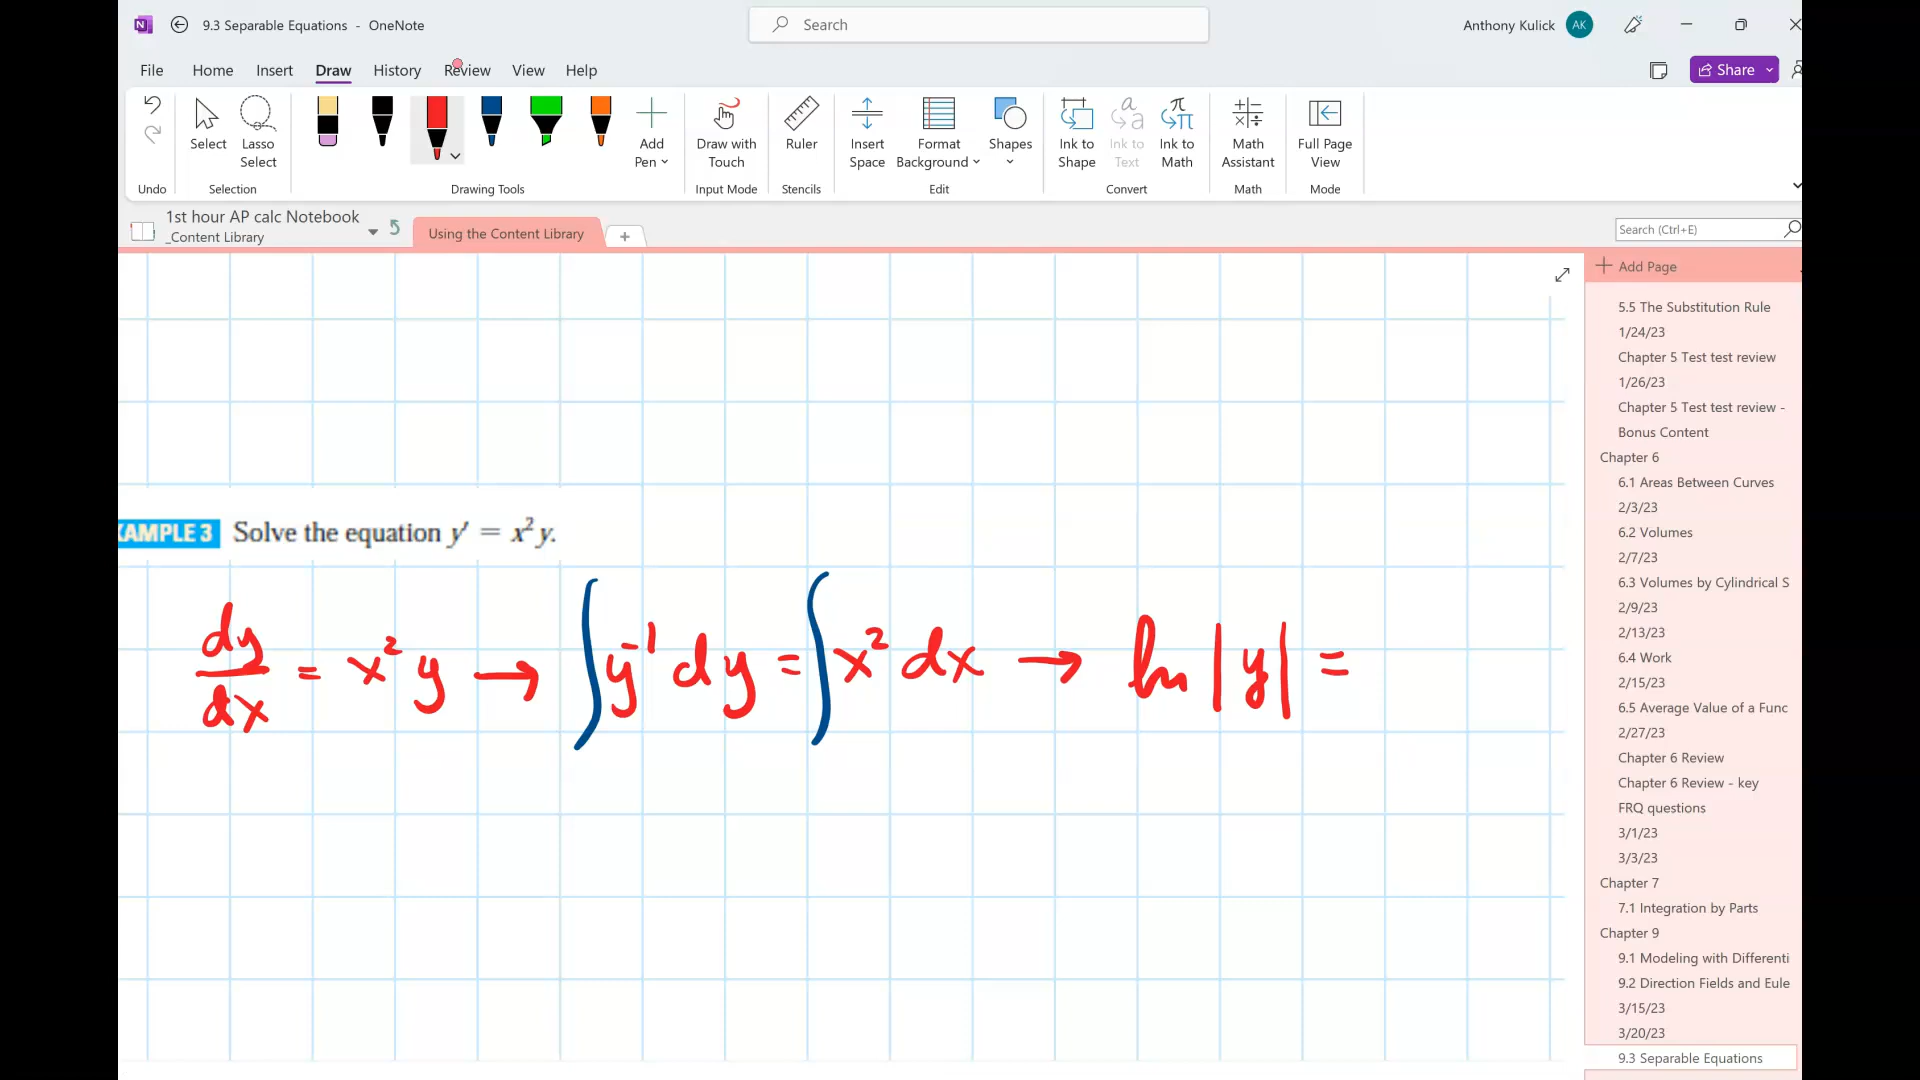 9.3 Separable Equations - OneNote
Search
Anthony Kulick AK
File Home Insert Draw History Review View Help
Share
Undo
Select
Lasso Select
Selection
Drawing Tools
Add Pen
Draw with Touch
Input Mode
Ruler
Stencils
Insert Space
Format Background
Shapes
Edit
Ink to Shape
Ink to Text
Ink to Math
Convert
Math Assistant
Math
Full Page View
Mode
1st hour AP calc Notebook
_Content Library
Using the Content Library
Search (Ctrl+E)
Add Page
5.5 The Substitution Rule
1/24/23
Chapter 5 Test test review
1/26/23
Chapter 5 Test test review -
Bonus Content
Chapter 6
6.1 Areas Between Curves
2/3/23
6.2 Volumes
2/7/23
6.3 Volumes by Cylindrical S
2/9/23
2/13/23
6.4 Work
2/15/23
6.5 Average Value of a Func
2/27/23
Chapter 6 Review
Chapter 6 Review - key
FRQ questions
3/1/23
3/3/23
Chapter 7
7.1 Integration by Parts
Chapter 9
9.1 Modeling with Differenti
9.2 Direction Fields and Eule
3/15/23
3/20/23
9.3 Separable Equations
XAMPLE 3 Solve the equation y′ = x² y.
dy/dx = x² y → ∫ y⁻¹ dy = ∫ x² dx → ln |y| =